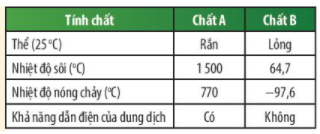 Tính chất Chất A Chất B
Thể (25 °C) Rắn Lỏng
Nhiệt độ sôi (°C) 1 500 64,7
Nhiệt độ nóng chảy (°C) 770 –97,6
Khả năng dẫn điện của dung dịch Có Không